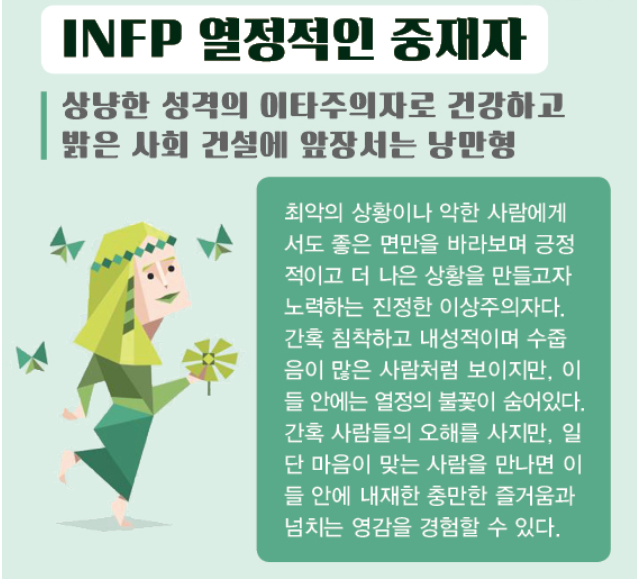 INFP 열정적인 중재자
상냥한 성격의 이타주의자로 건강하고
밝은 사회 건설에 앞장서는 낭만형
최악의 상황이나 악한 사람에게
서도 좋은 면만을 바라보며 긍정
적이고 더 나은 상황을 만들고자
노력하는 진정한 이상주의자다.
간혹 침착하고 내성적이며 수줍
음이 많은 사람처럼 보이지만, 이
들 안에는 열정의 불꽃이 숨어있다.
간혹 사람들의 오해를 사지만, 일
단 마음이 맞는 사람을 만나면 이
들 안에 내재한 충만한 즐거움과
넘치는 영감을 경험할 수 있다.